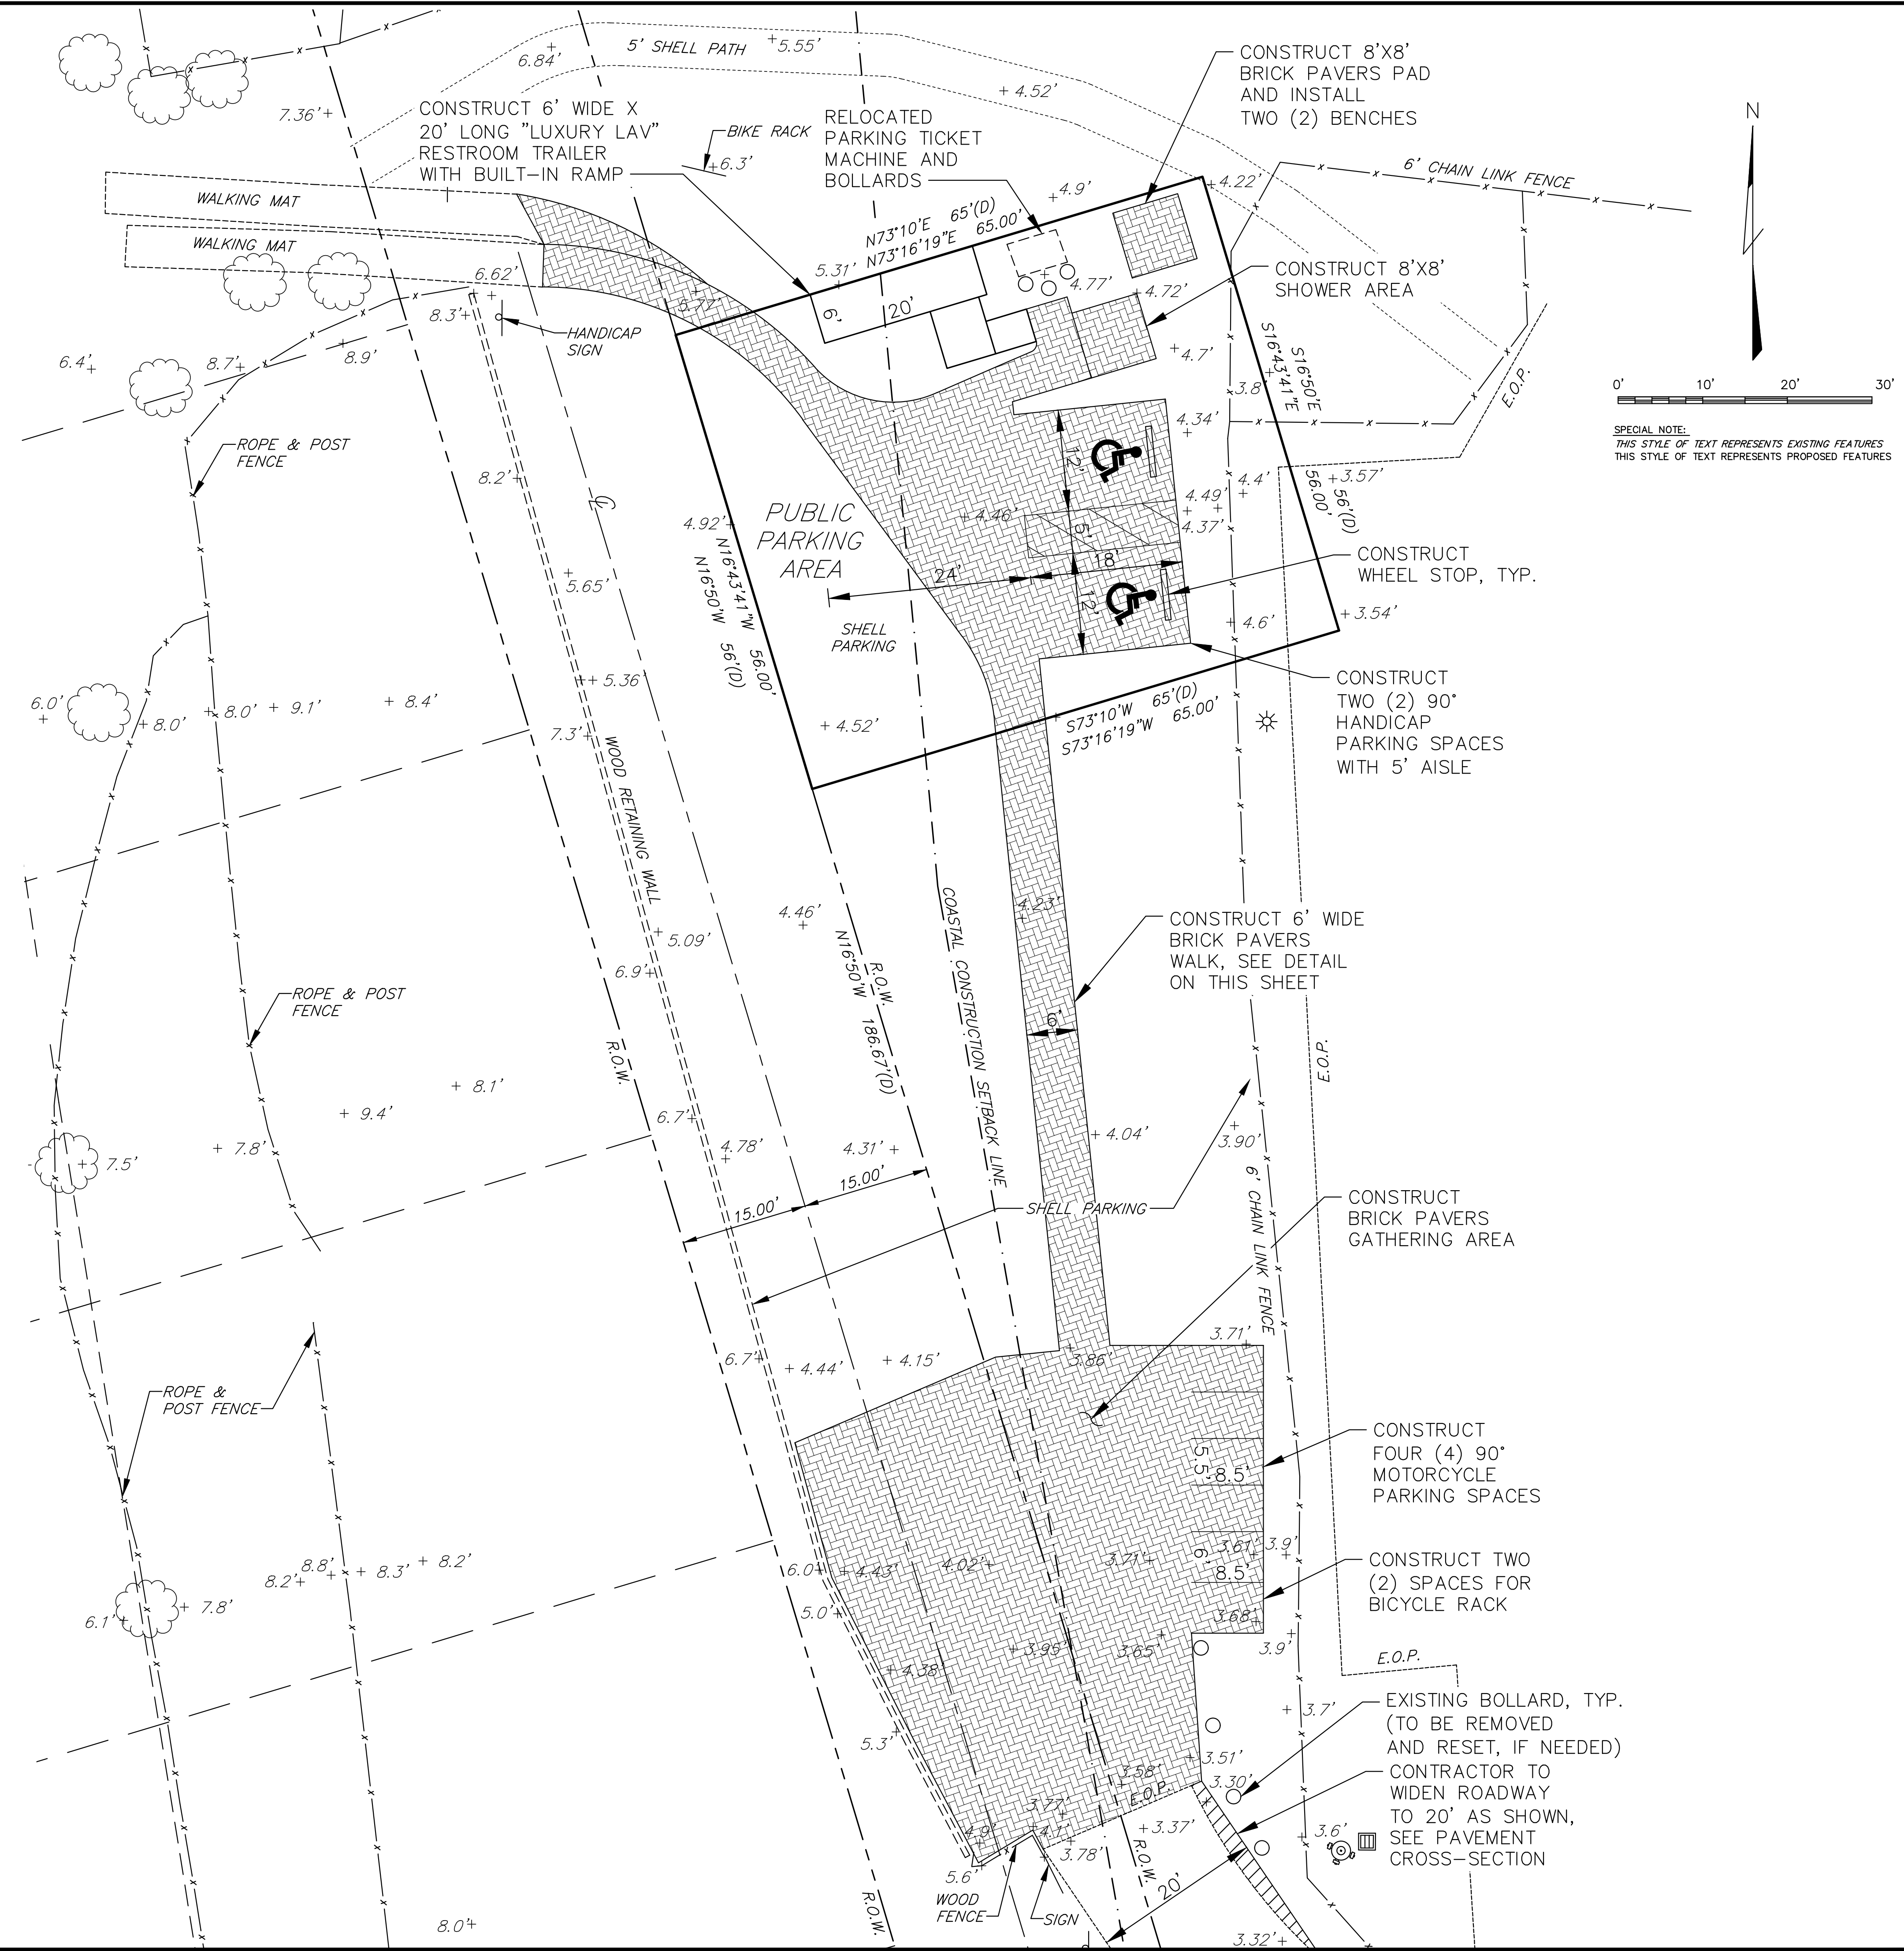 5' SHELL PATH
5.55'
6.84'
7.36'
4.52'
CONSTRUCT 6' WIDE X
20' LONG "LUXURY LAV"
RESTROOM TRAILER
WITH BUILT-IN RAMP
BIKE RACK
6.3'
RELOCATED
PARKING TICKET
MACHINE AND
BOLLARDS
CONSTRUCT 8'X8'
BRICK PAVERS PAD
AND INSTALL
TWO (2) BENCHES
N
6' CHAIN LINK FENCE
WALKING MAT
WALKING MAT
4.9'
4.22'
N73°10'E 65'(D)
N73°16'19"E 65.00'
5.31'
6.62'
5.77'
6'
20'
4.77'
4.72'
CONSTRUCT 8'X8'
SHOWER AREA
8.3'
HANDICAP
SIGN
6.4'
8.7'
8.9'
4.7'
3.8'
S16°50'E
S16°43'41"E
E.O.P.
0' 10' 20' 30'
SPECIAL NOTE:
THIS STYLE OF TEXT REPRESENTS EXISTING FEATURES
THIS STYLE OF TEXT REPRESENTS PROPOSED FEATURES
ROPE & POST
FENCE
4.34'
12'
8.2'
4.4'
3.57'
4.49'
56'(D)
56.00'
4.92'
PUBLIC
PARKING
AREA
4.46'
4.37'
5'
18'
24'
12'
CONSTRUCT
WHEEL STOP, TYP.
5.65'
N16°43'41"W 56.00'
N16°50'W 56'(D)
SHELL
PARKING
4.6'
3.54'
5.36'
CONSTRUCT
TWO (2) 90°
HANDICAP
PARKING SPACES
WITH 5' AISLE
6.0'
8.0'
8.0'
9.1'
8.4'
7.3'
4.52'
S73°10'W 65'(D)
S73°16'19"W 65.00'
WOOD RETAINING WALL
4.46'
4.23'
5.09'
6.9'
COASTAL CONSTRUCTION SETBACK LINE
R.O.W.
N16°50'W 186.67'(D)
CONSTRUCT 6' WIDE
BRICK PAVERS
WALK, SEE DETAIL
ON THIS SHEET
ROPE & POST
FENCE
6'
R.O.W.
E.O.P.
8.1'
9.4'
6.7'
4.78'
4.31'
4.04'
3.90'
7.5'
7.8'
15.00'
15.00'
SHELL PARKING
6' CHAIN LINK FENCE
CONSTRUCT
BRICK PAVERS
GATHERING AREA
3.71'
6.7'
4.44'
4.15'
3.86'
ROPE &
POST FENCE
CONSTRUCT
FOUR (4) 90°
MOTORCYCLE
PARKING SPACES
5.5'
8.5'
8.2'
8.8'
8.3'
8.2'
6.0'
4.43'
4.02'
3.71'
3.61'
3.9'
6'
8.5'
CONSTRUCT TWO
(2) SPACES FOR
BICYCLE RACK
6.1'
7.8'
5.0'
3.68'
3.9'
3.95'
3.65'
4.38'
E.O.P.
5.3'
3.7'
EXISTING BOLLARD, TYP.
(TO BE REMOVED
AND RESET, IF NEEDED)
3.51'
3.58'
3.30'
E.O.P.
CONTRACTOR TO
WIDEN ROADWAY
TO 20' AS SHOWN,
SEE PAVEMENT
CROSS-SECTION
3.77'
4.9'
4.1'
3.37'
3.6'
3.78'
5.6'
R.O.W.
20'
WOOD
FENCE
SIGN
R.O.W.
8.0'
3.32'